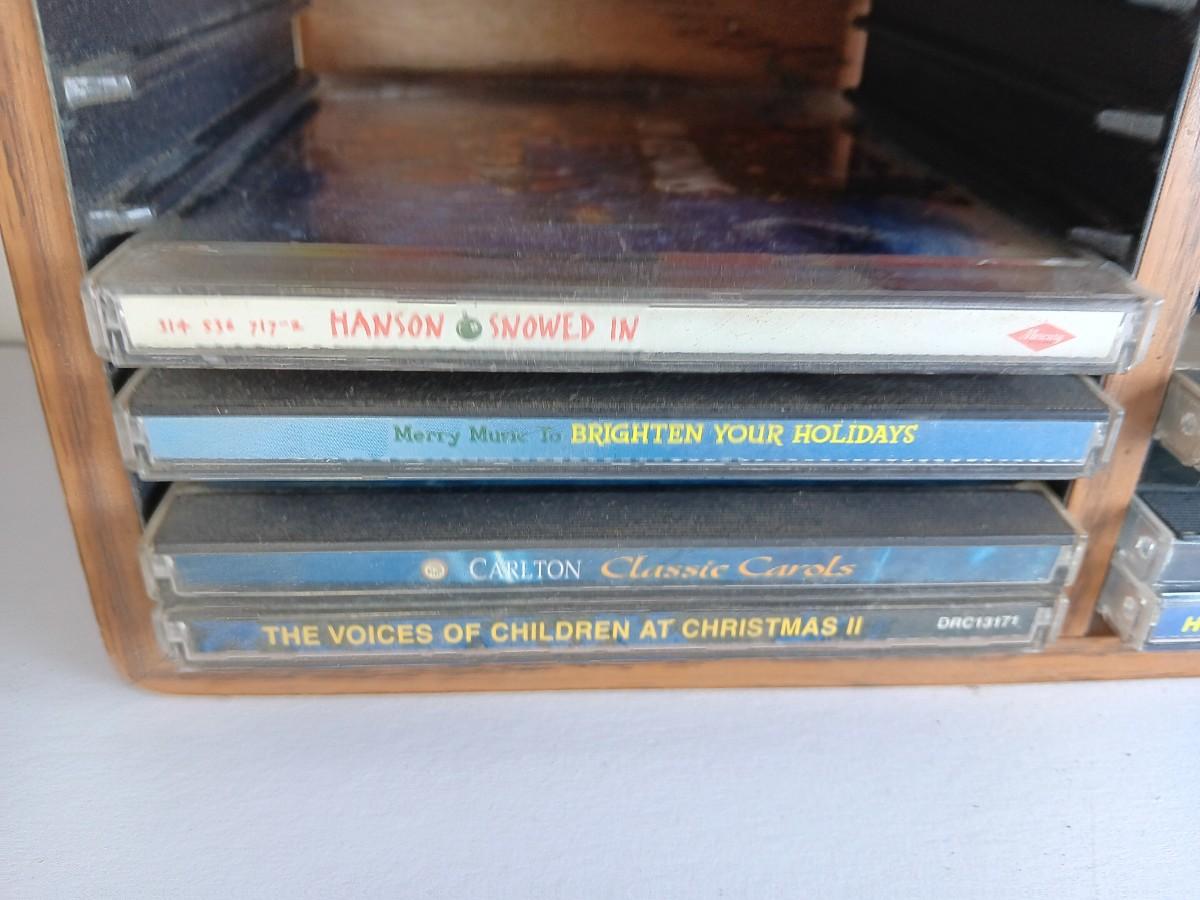 314 536 717-2 HANSON SNOWED IN Mercury
Merry Music To BRIGHTEN YOUR HOLIDAYS
CARLTON Classic Carols
THE VOICES OF CHILDREN AT CHRISTMAS II DRC13171
H